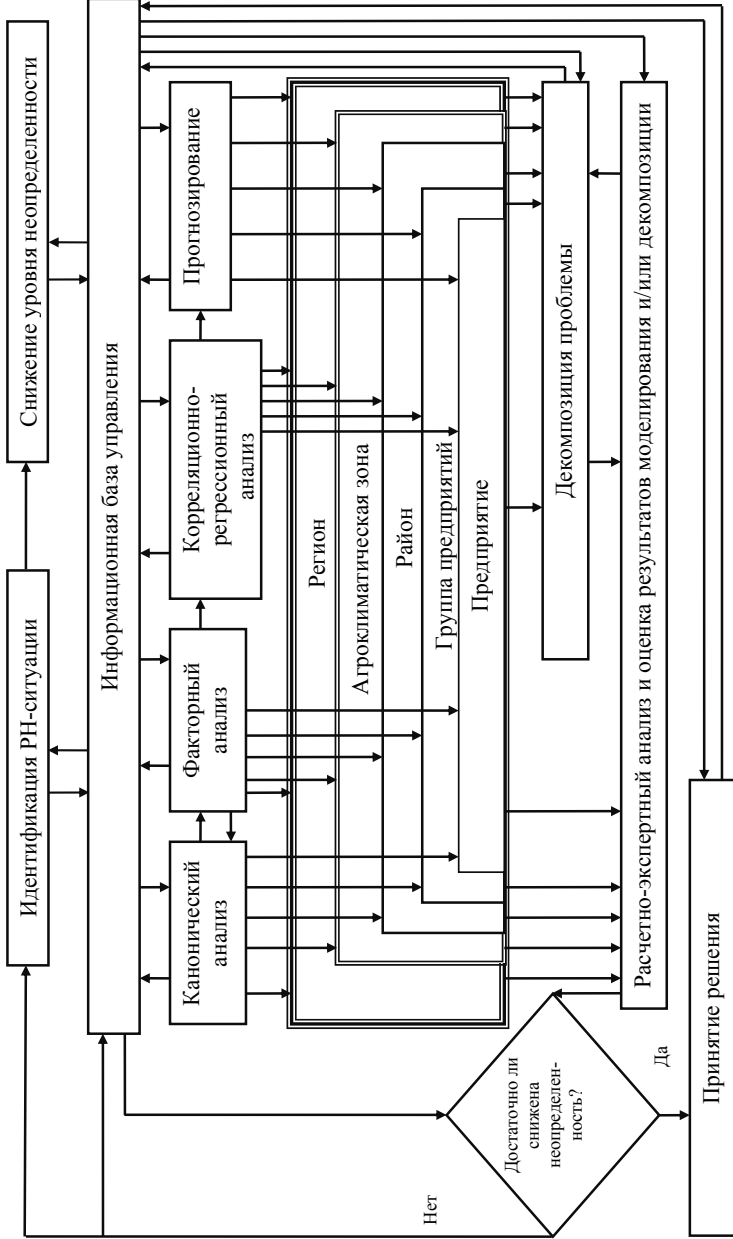 Идентификация РН-ситуации
Снижение уровня неопределенности
Информационная база управления
Канонический
анализ
Факторный
анализ
Корреляционно-
регрессионный
анализ
Прогнозирование
Регион
Агроклиматическая зона
Район
Группа предприятий
Предприятие
Декомпозиция проблемы
Расчетно-экспертный анализ и оценка результатов моделирования и/или декомпозиции
Достаточно ли
снижена
неопределен-
ность?
Нет
Да
Принятие решения